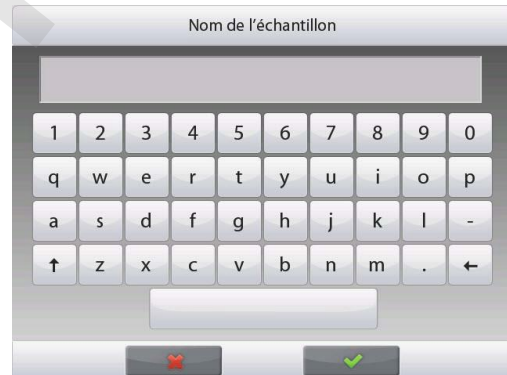 Nom de l'échantillon
1 2 3 4 5 6 7 8 9 0
q w e r t y u i o p
a s d f g h j k l -
↑ z x c v b n m . ←